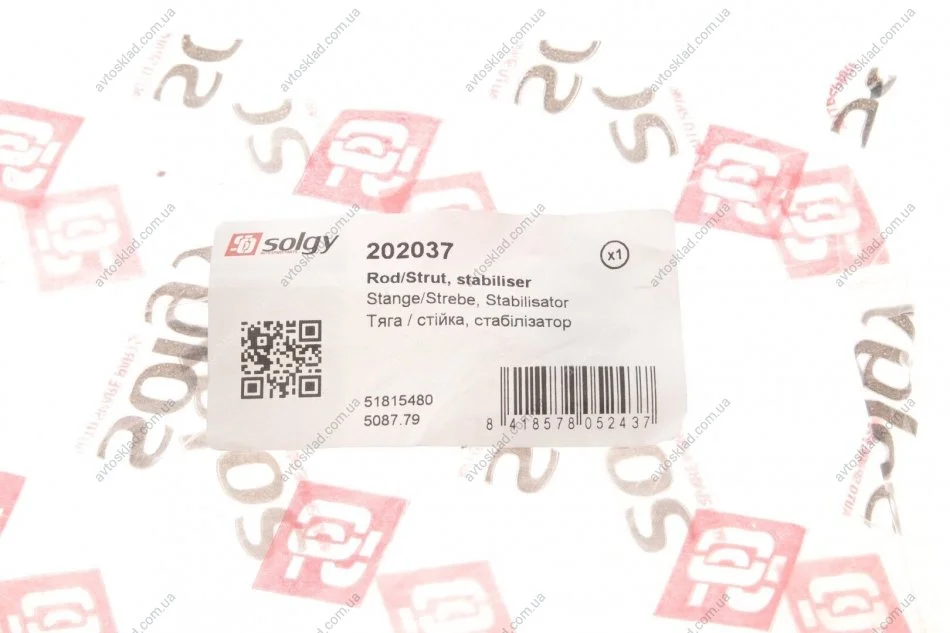 solgy
202037
x1
Rod/Strut, stabiliser
Stange/Strebe, Stabilisator
Тяга / стійка, стабілізатор
51815480
5087.79
8 418578 052437
avtosklad.com.ua